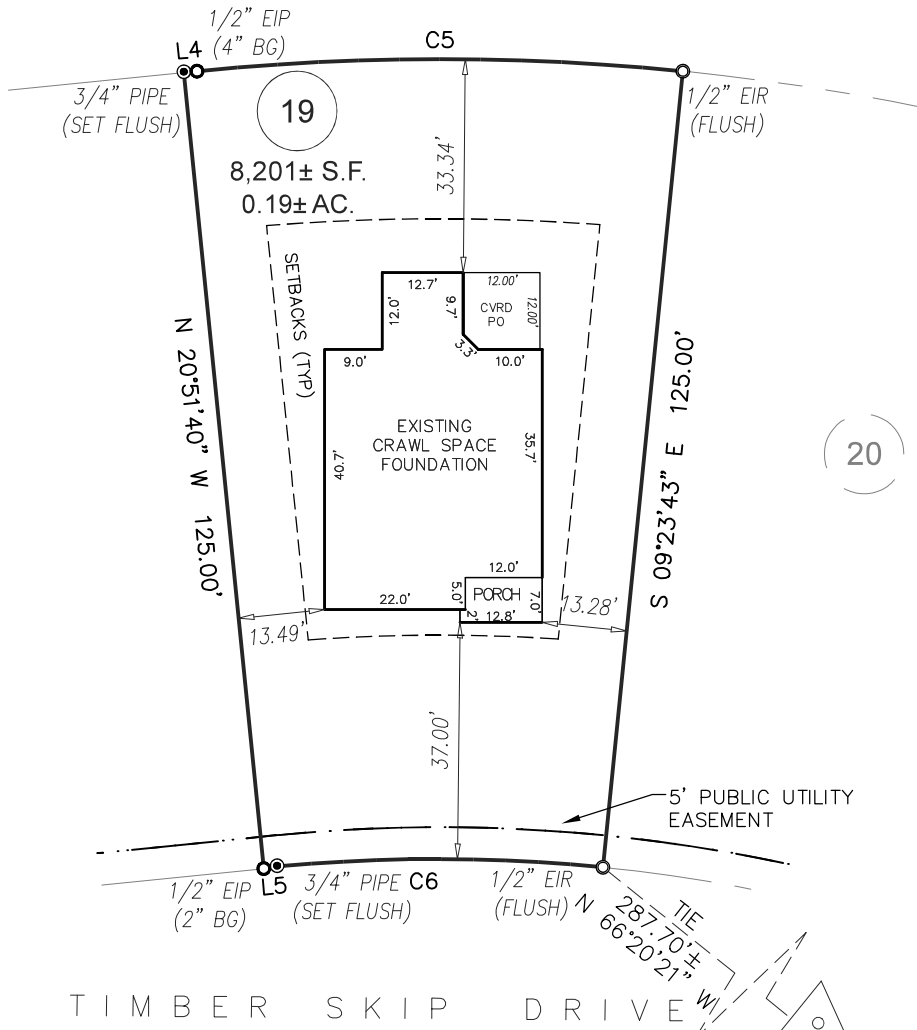 1/2" EIP
(4" BG)
L4
C5
3/4" PIPE
(SET FLUSH)
19
8,201± S.F.
0.19± AC.
1/2" EIR
(FLUSH)
33.34'
SETBACKS (TYP)
12.7'
12.00'
12.0'
9.7'
CVRD
PO
12.00'
3.3'
9.0'
10.0'
N 20°51'40" W 125.00'
S 09°23'43" E 125.00'
EXISTING
CRAWL SPACE
FOUNDATION
40.7'
35.7'
20
12.0'
PORCH
5.0'
7.0'
22.0'
2'
12.8'
13.49'
13.28'
37.00'
5' PUBLIC UTILITY
EASEMENT
1/2" EIP
(2" BG)
L5
3/4" PIPE
(SET FLUSH)
C6
1/2" EIR
(FLUSH)
TIE
287.70'±
N 66°20'21" W
TIMBER SKIP DRIVE